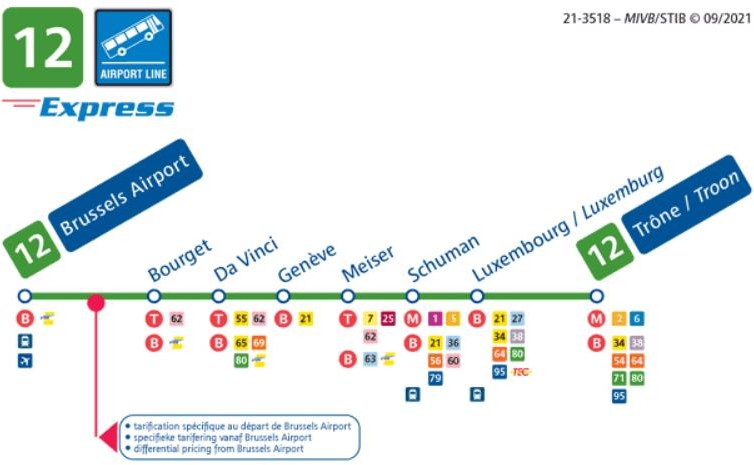 21-3518 – MIVB/STIB © 09/2021
12
AIRPORT LINE
Express
12 Brussels Airport
Bourget
Da Vinci
Genève
Meiser
Schuman
Luxembourg / Luxemburg
12 Trône / Troon
B
T 62
B
T 55 62
B 65 69
80
B 21
T 7 25
62
B 63
M 1 5
B 21 36
56 60
79
B 21 27
34 38
64 80
95 TEC
M 2 6
B 34 38
54 64
71 80
95
• tarification spécifique au départ de Brussels Airport
• specifieke tarifering vanaf Brussels Airport
• differential pricing from Brussels Airport